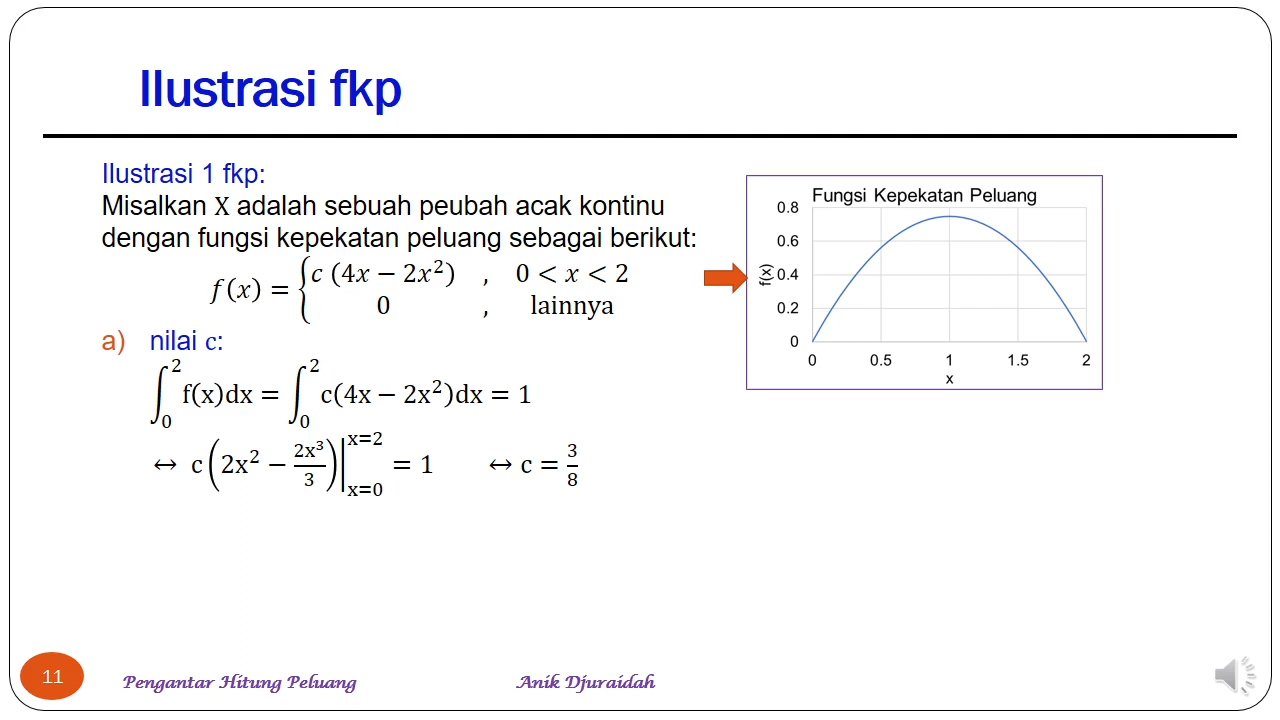 Ilustrasi fkp
Ilustrasi 1 fkp:
Misalkan X adalah sebuah peubah acak kontinu
dengan fungsi kepekatan peluang sebagai berikut:
f(x) = { c (4x − 2x²) , 0 < x < 2
0 , lainnya
a) nilai c:
∫₀² f(x)dx = ∫₀² c(4x − 2x²)dx = 1
↔ c (2x² − 2x³/3)|ₓ₌₀ˣ⁼² = 1 ↔ c = 3/8
Fungsi Kepekatan Peluang
0.8
0.6
0.4
0.2
0
f(x)
0 0.5 1 1.5 2
x
11
Pengantar Hitung Peluang
Anik Djuraidah